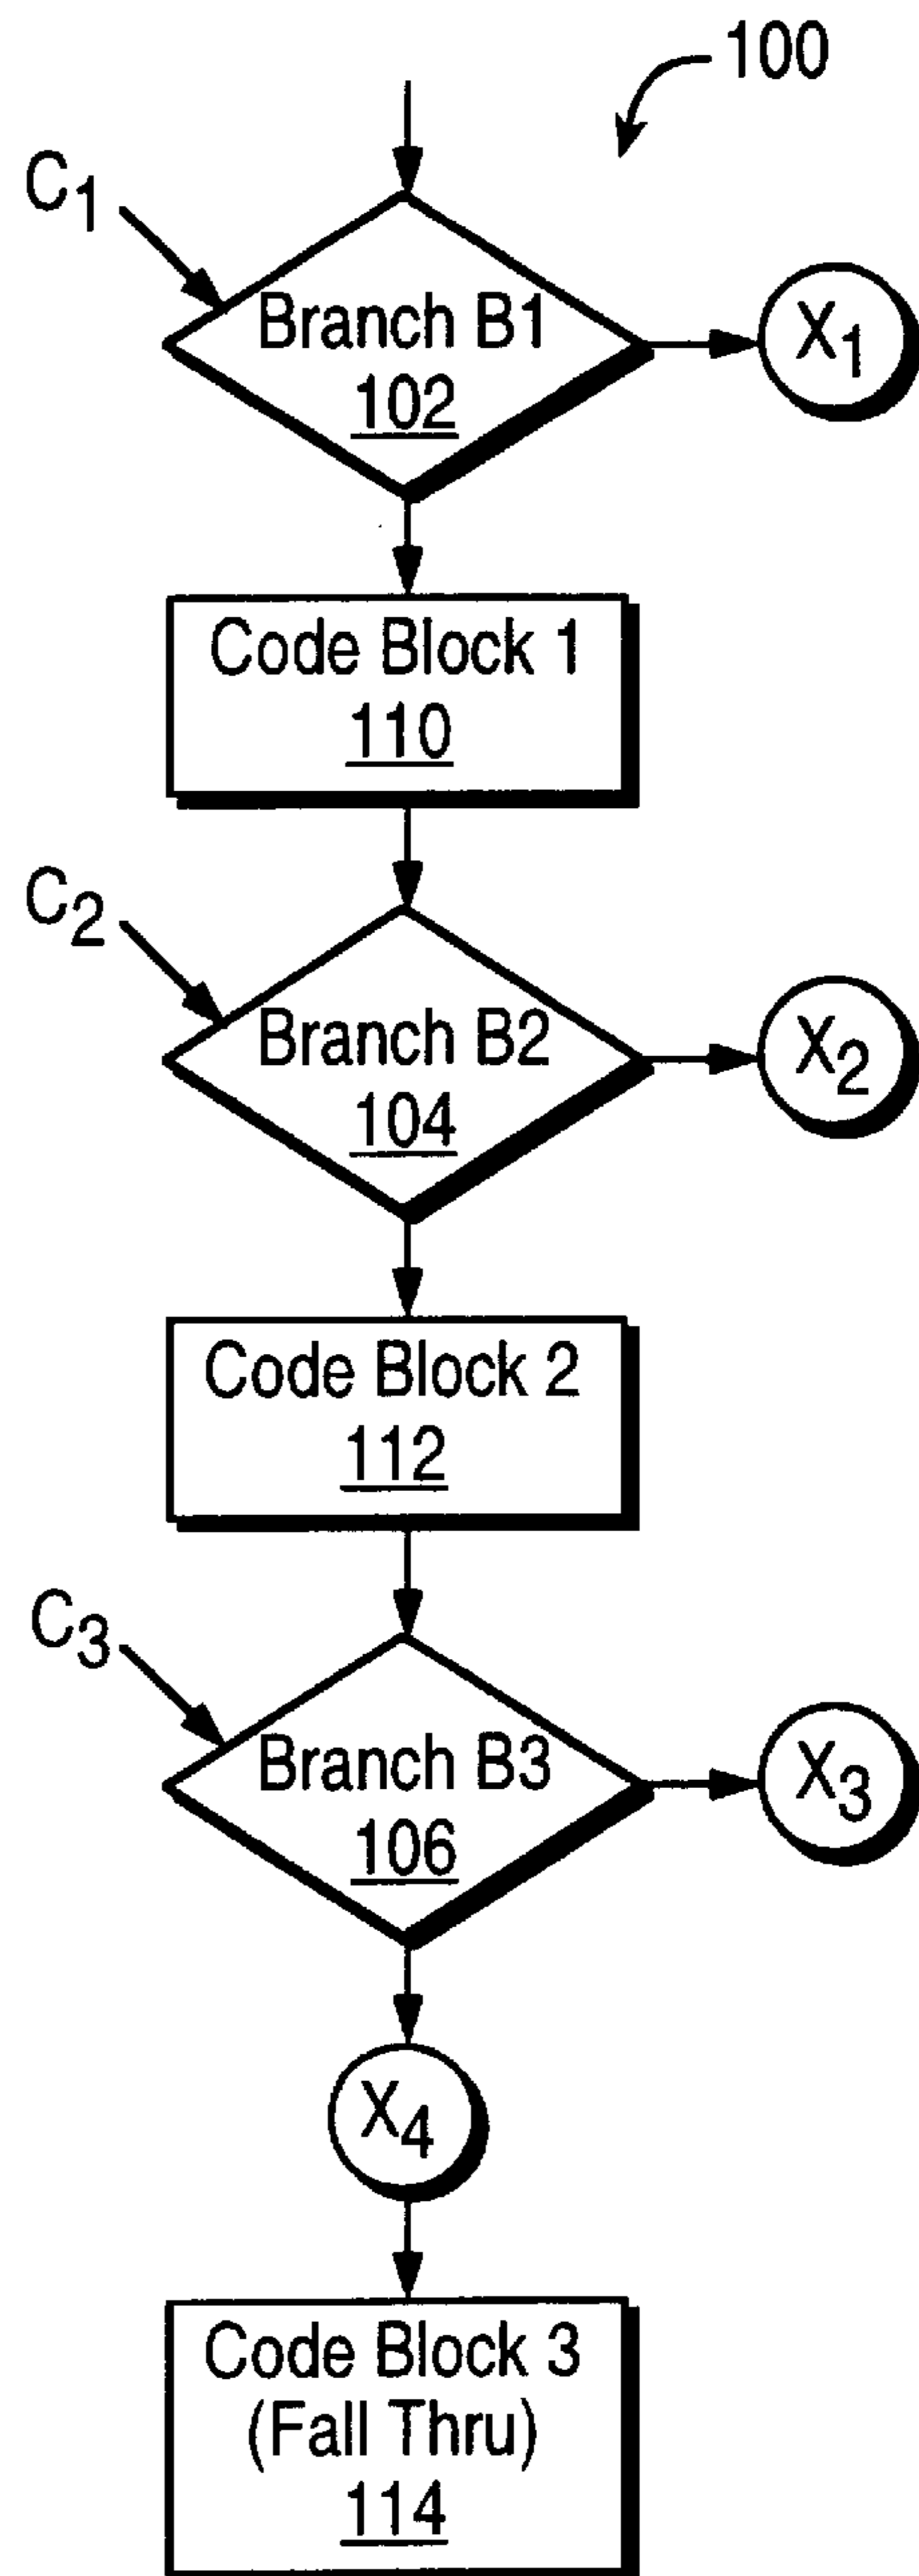 100
C1
Branch B1
102
X1
Code Block 1
110
C2
Branch B2
104
X2
Code Block 2
112
C3
Branch B3
106
X3
X4
Code Block 3
(Fall Thru)
114